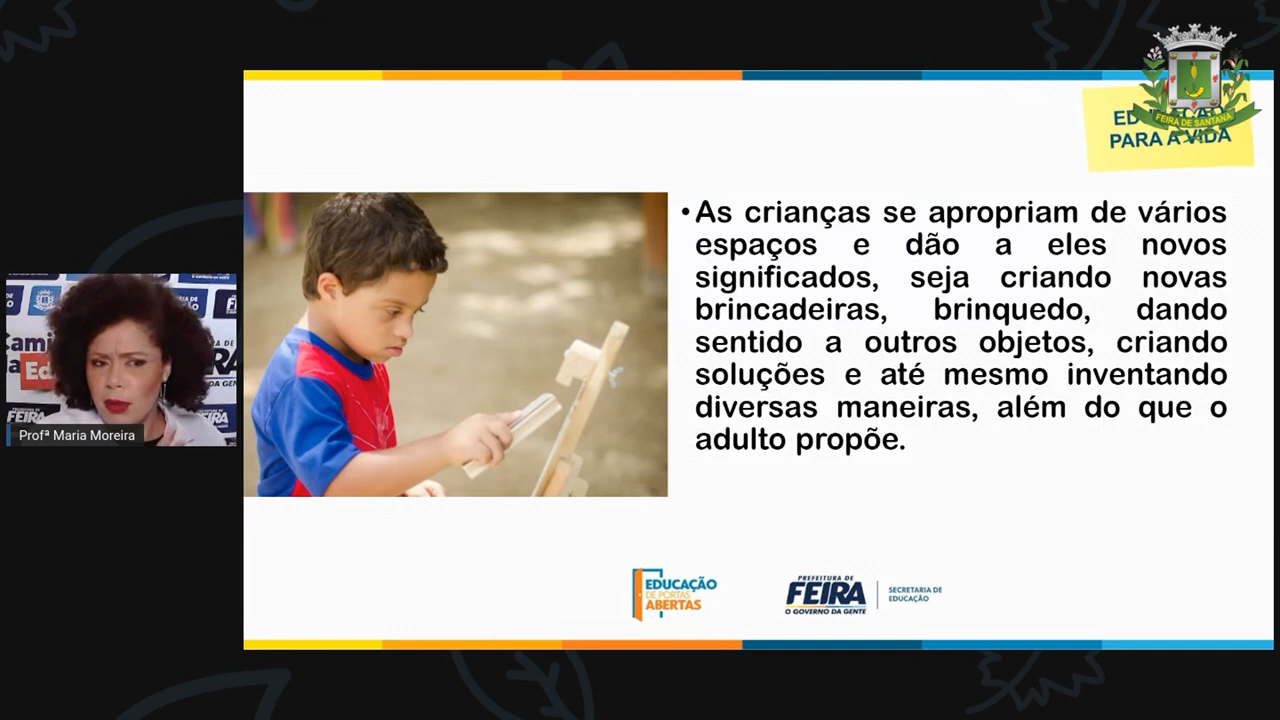 FEIRA DE SANTANA
PARA A VIDA
• As crianças se apropriam de vários
espaços e dão a eles novos
significados, seja criando novas
brincadeiras, brinquedo, dando
sentido a outros objetos, criando
soluções e até mesmo inventando
diversas maneiras, além do que o
adulto propõe.
Profª Maria Moreira
EDUCAÇÃO
DE PORTAS
ABERTAS
PREFEITURA DE
FEIRA
O GOVERNO DA GENTE
SECRETARIA DE
EDUCAÇÃO